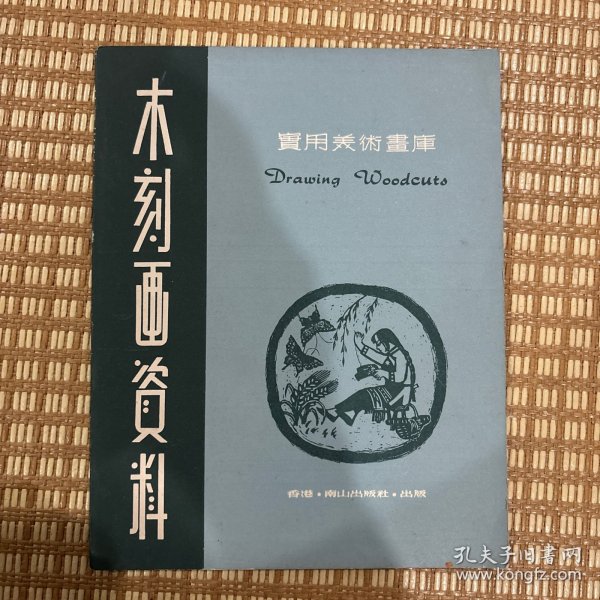 木刻画資料
實用美術畫庫
Drawing Woodcuts
香港·南山出版社·出版
孔夫子旧書网
www.kongfz.com